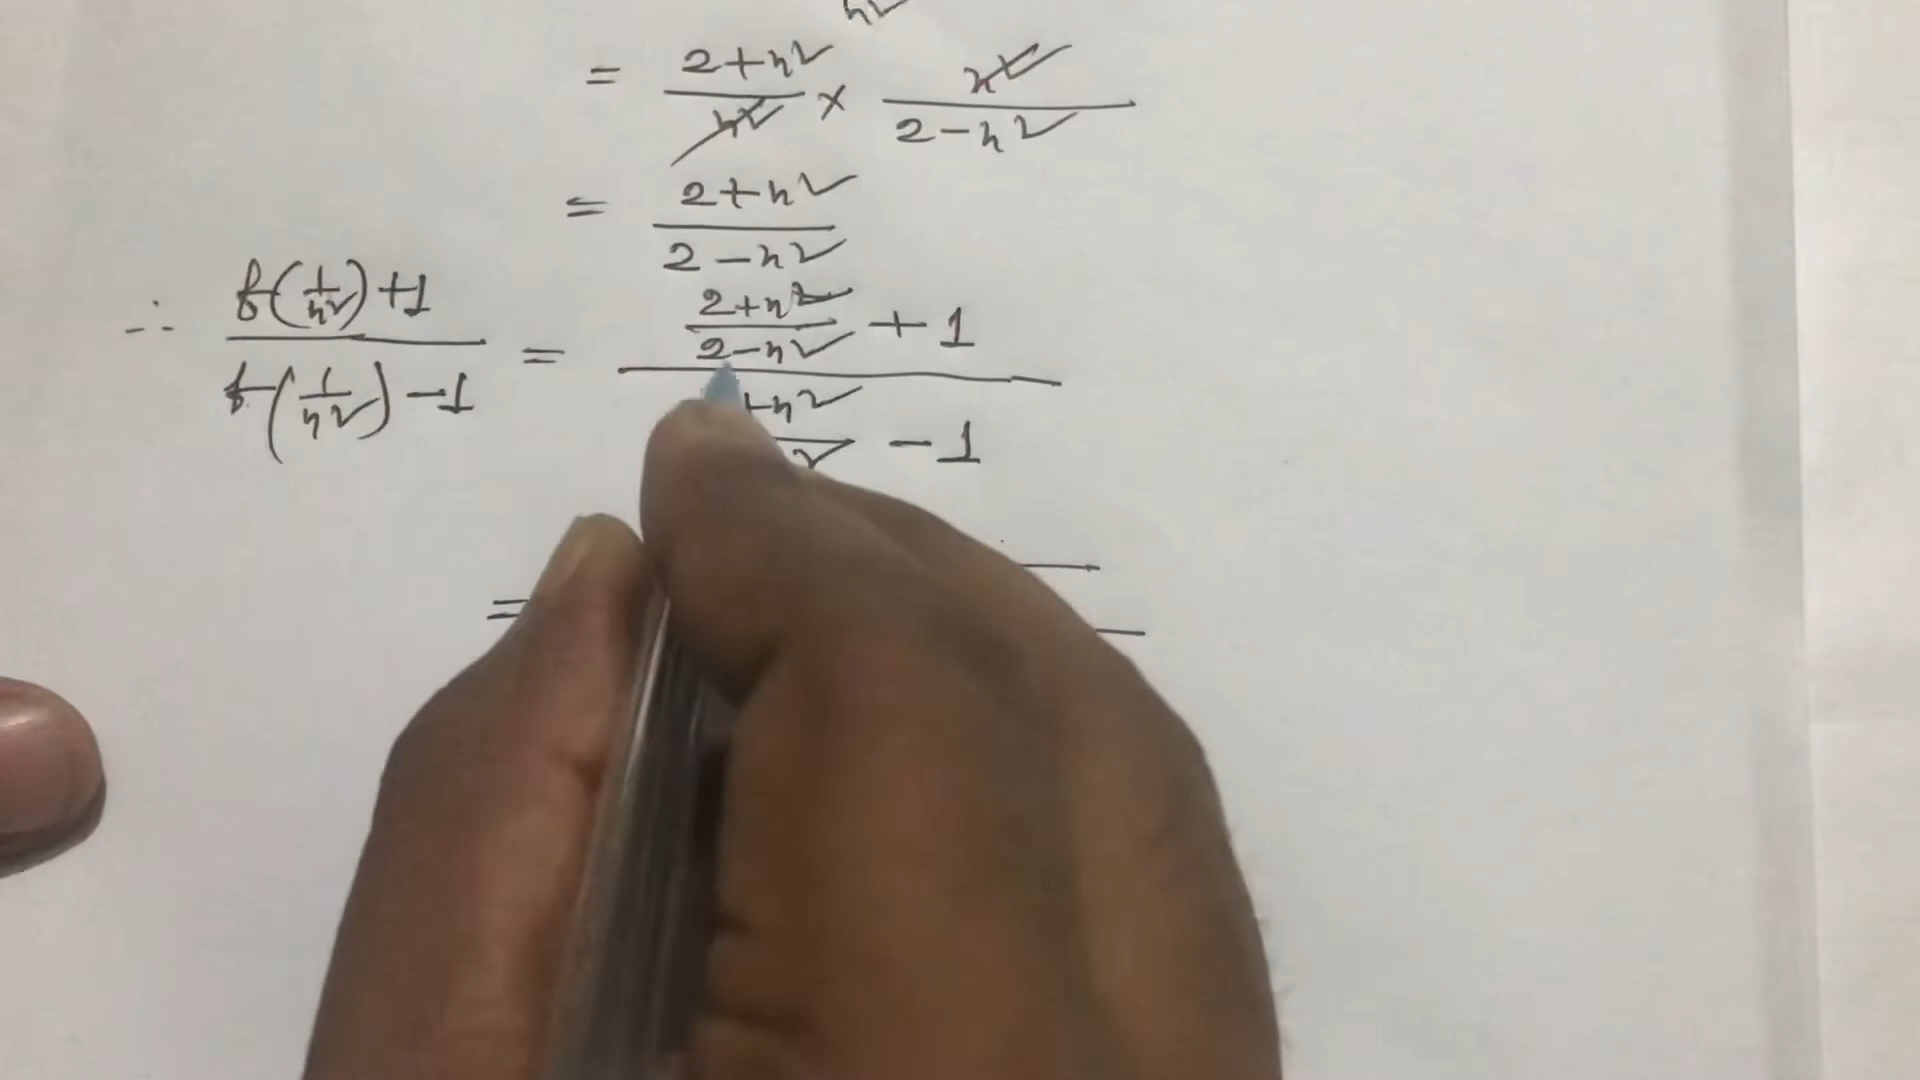 = (2+x²)/x² × x²/(2-x²)
= (2+x²)/(2-x²)
∴ (f(1/x²)+1)/(f(1/x²)-1) = ((2+x²)/(2-x²) + 1)/(+x² - 1)
=